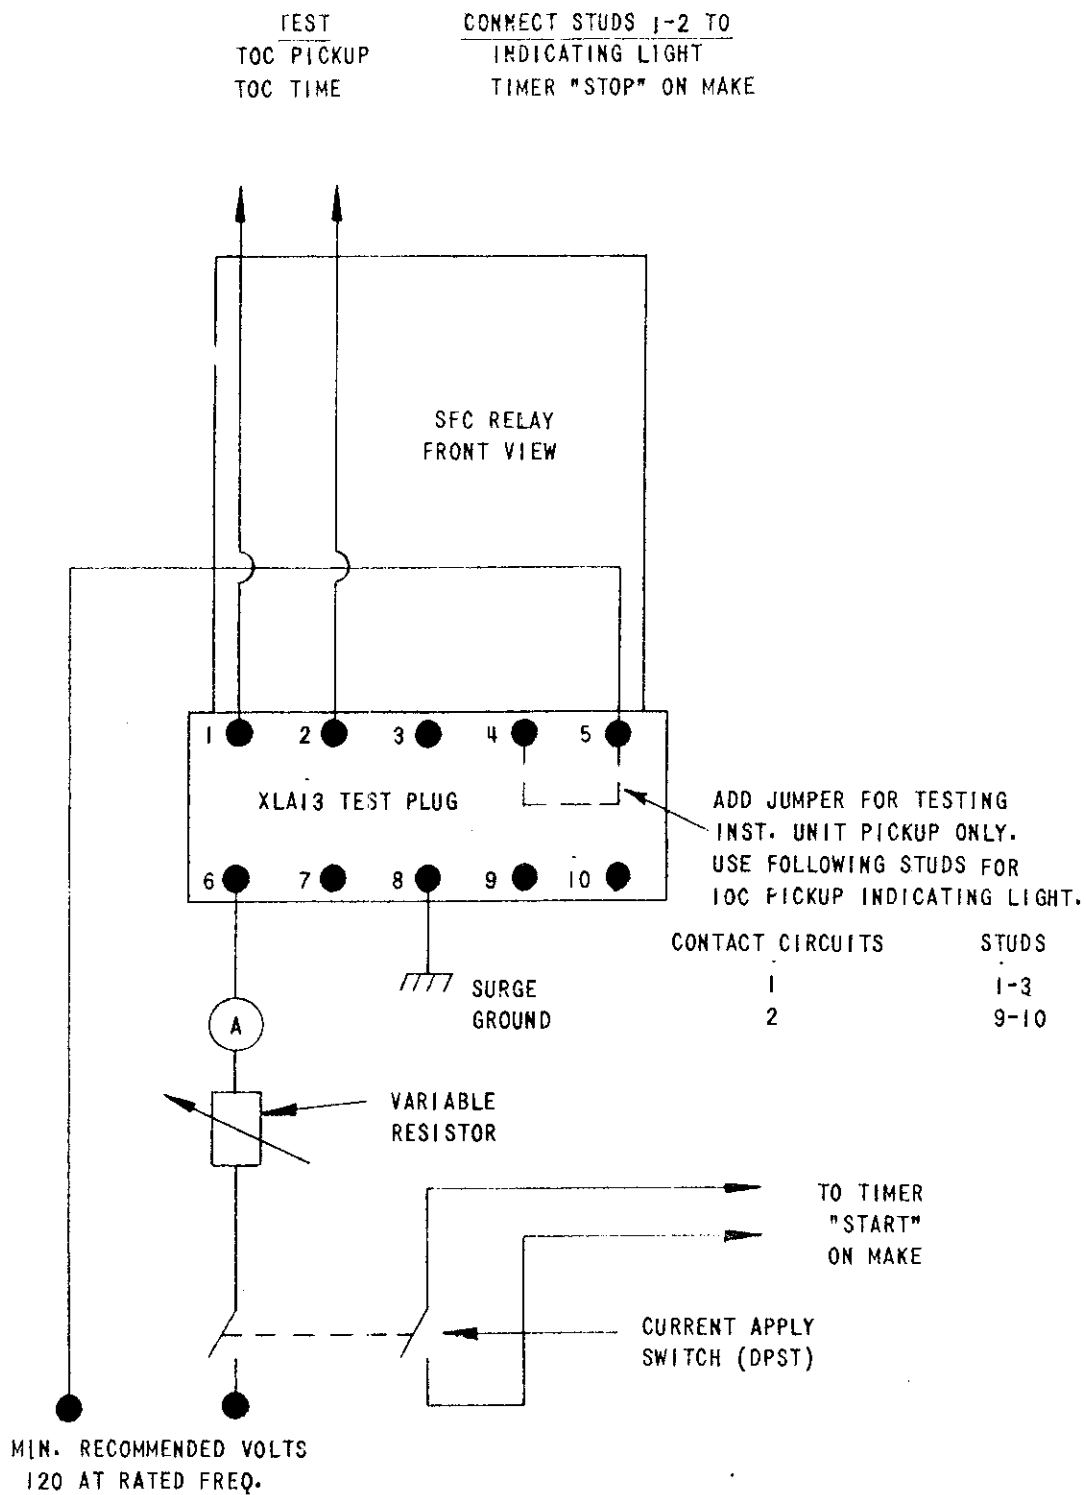 TEST
CONNECT STUDS 1-2 TO
TOC PICKUP
INDICATING LIGHT
TOC TIME
TIMER "STOP" ON MAKE
SFC RELAY
FRONT VIEW
1 2 3 4 5
XLA13 TEST PLUG
6 7 8 9 10
ADD JUMPER FOR TESTING
INST. UNIT PICKUP ONLY.
USE FOLLOWING STUDS FOR
IOC PICKUP INDICATING LIGHT.
CONTACT CIRCUITS STUDS
1 1-3
2 9-10
SURGE
GROUND
A
VARIABLE
RESISTOR
TO TIMER
"START"
ON MAKE
CURRENT APPLY
SWITCH (DPST)
MIN. RECOMMENDED VOLTS
120 AT RATED FREQ.